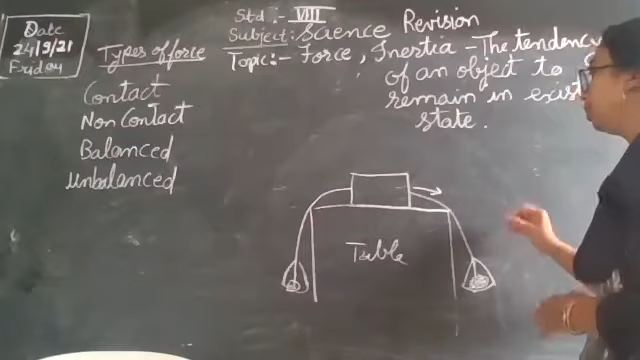 Date
24/9/21
Friday
Std :- VIII
Subject: Science Revision
Topic:- Force, Inertia - The tendency
of an object to
remain in exist
state.
Types of force
Contact
Non Contact
Balanced
Unbalanced
Table